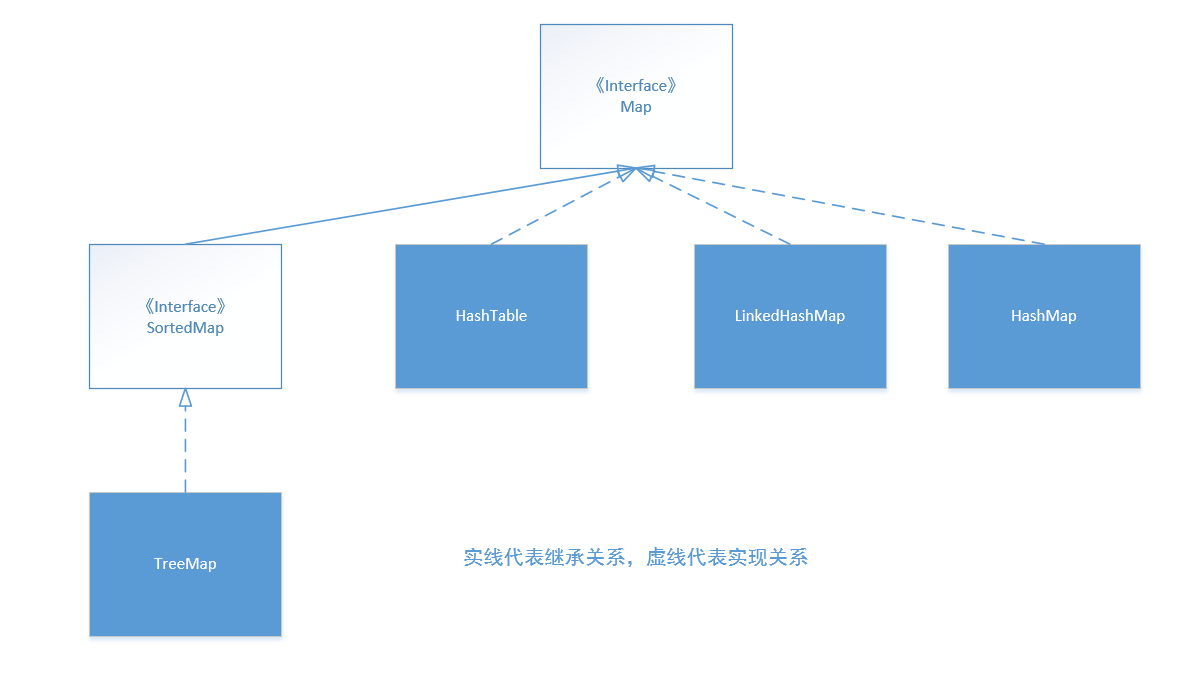 《Interface》
Map
《Interface》
SortedMap
HashTable
LinkedHashMap
HashMap
TreeMap
实线代表继承关系，虚线代表实现关系